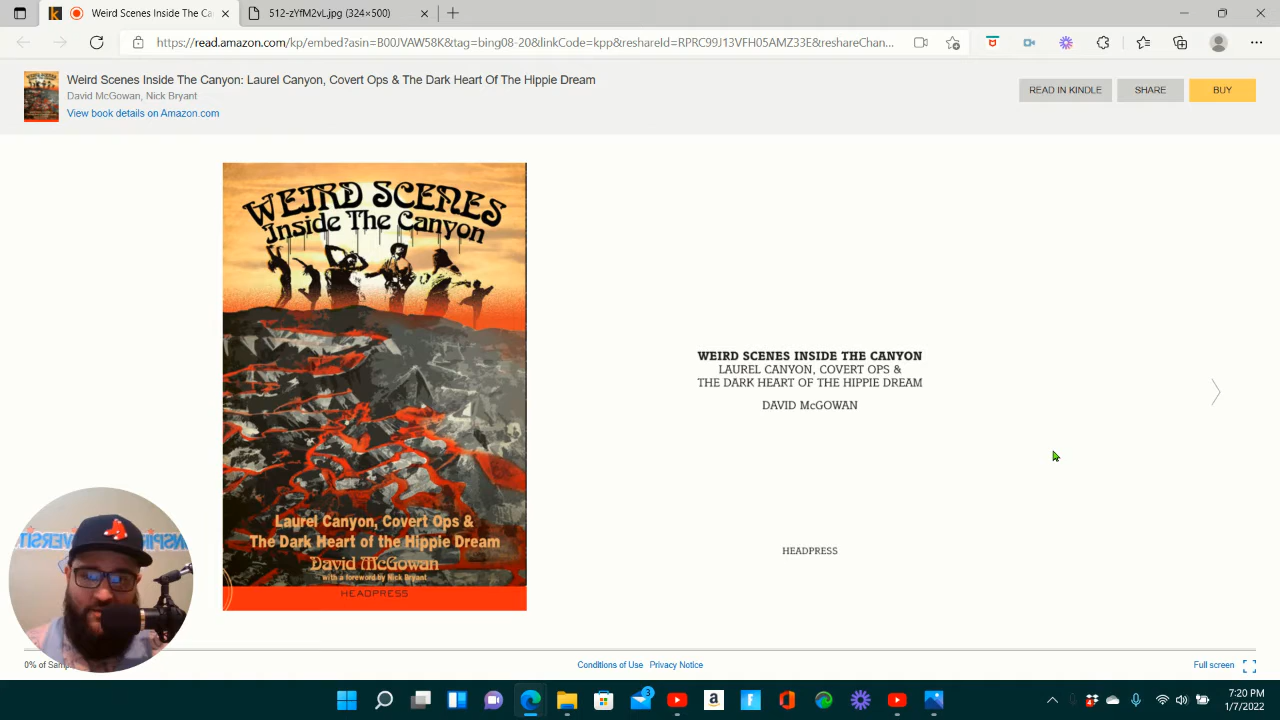 Weird Scenes Inside The Ca
512-yYfM2vL.jpg (324×500)
https://read.amazon.com/kp/embed?asin=B00JVAW58K&tag=bing08-20&linkCode=kpp&reshareId=RPRC99J13VFH05AMZ33E&reshareChan...
Weird Scenes Inside The Canyon: Laurel Canyon, Covert Ops & The Dark Heart Of The Hippie Dream
David McGowan, Nick Bryant
View book details on Amazon.com
READ IN KINDLE
SHARE
BUY
WEIRD SCENES
Inside The Canyon
Laurel Canyon, Covert Ops &
The Dark Heart of the Hippie Dream
David McGowan
with a foreword by Nick Bryant
HEADPRESS
WEIRD SCENES INSIDE THE CANYON
LAUREL CANYON, COVERT OPS &
THE DARK HEART OF THE HIPPIE DREAM
DAVID McGOWAN
HEADPRESS
0% of Samp
Conditions of Use
Privacy Notice
Full screen
3
7:20 PM
1/7/2022